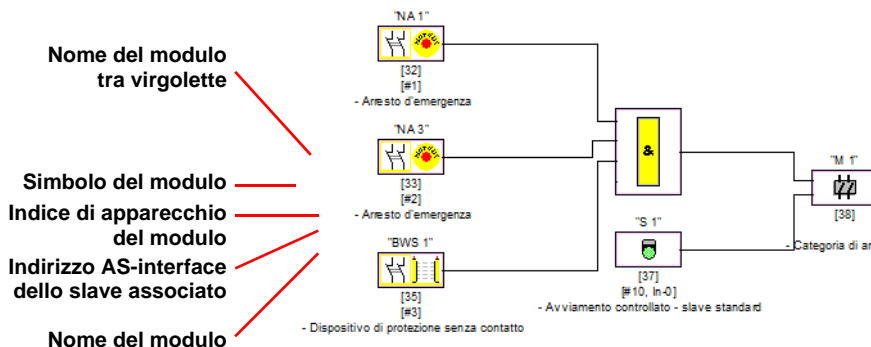 Nome del modulo
tra virgolette
Simbolo del modulo
Indice di apparecchio
del modulo
Indirizzo AS-interface
dello slave associato
Nome del modulo
"NA 1"
[32]
[#1]
- Arresto d'emergenza
"NA 3"
[33]
[#2]
- Arresto d'emergenza
"BWS 1"
[35]
[#3]
- Dispositivo di protezione senza contatto
&
"S 1"
[37]
[#10, In-0]
- Avviamento controllato - slave standard
"M 1"
[38]
- Categoria di ar